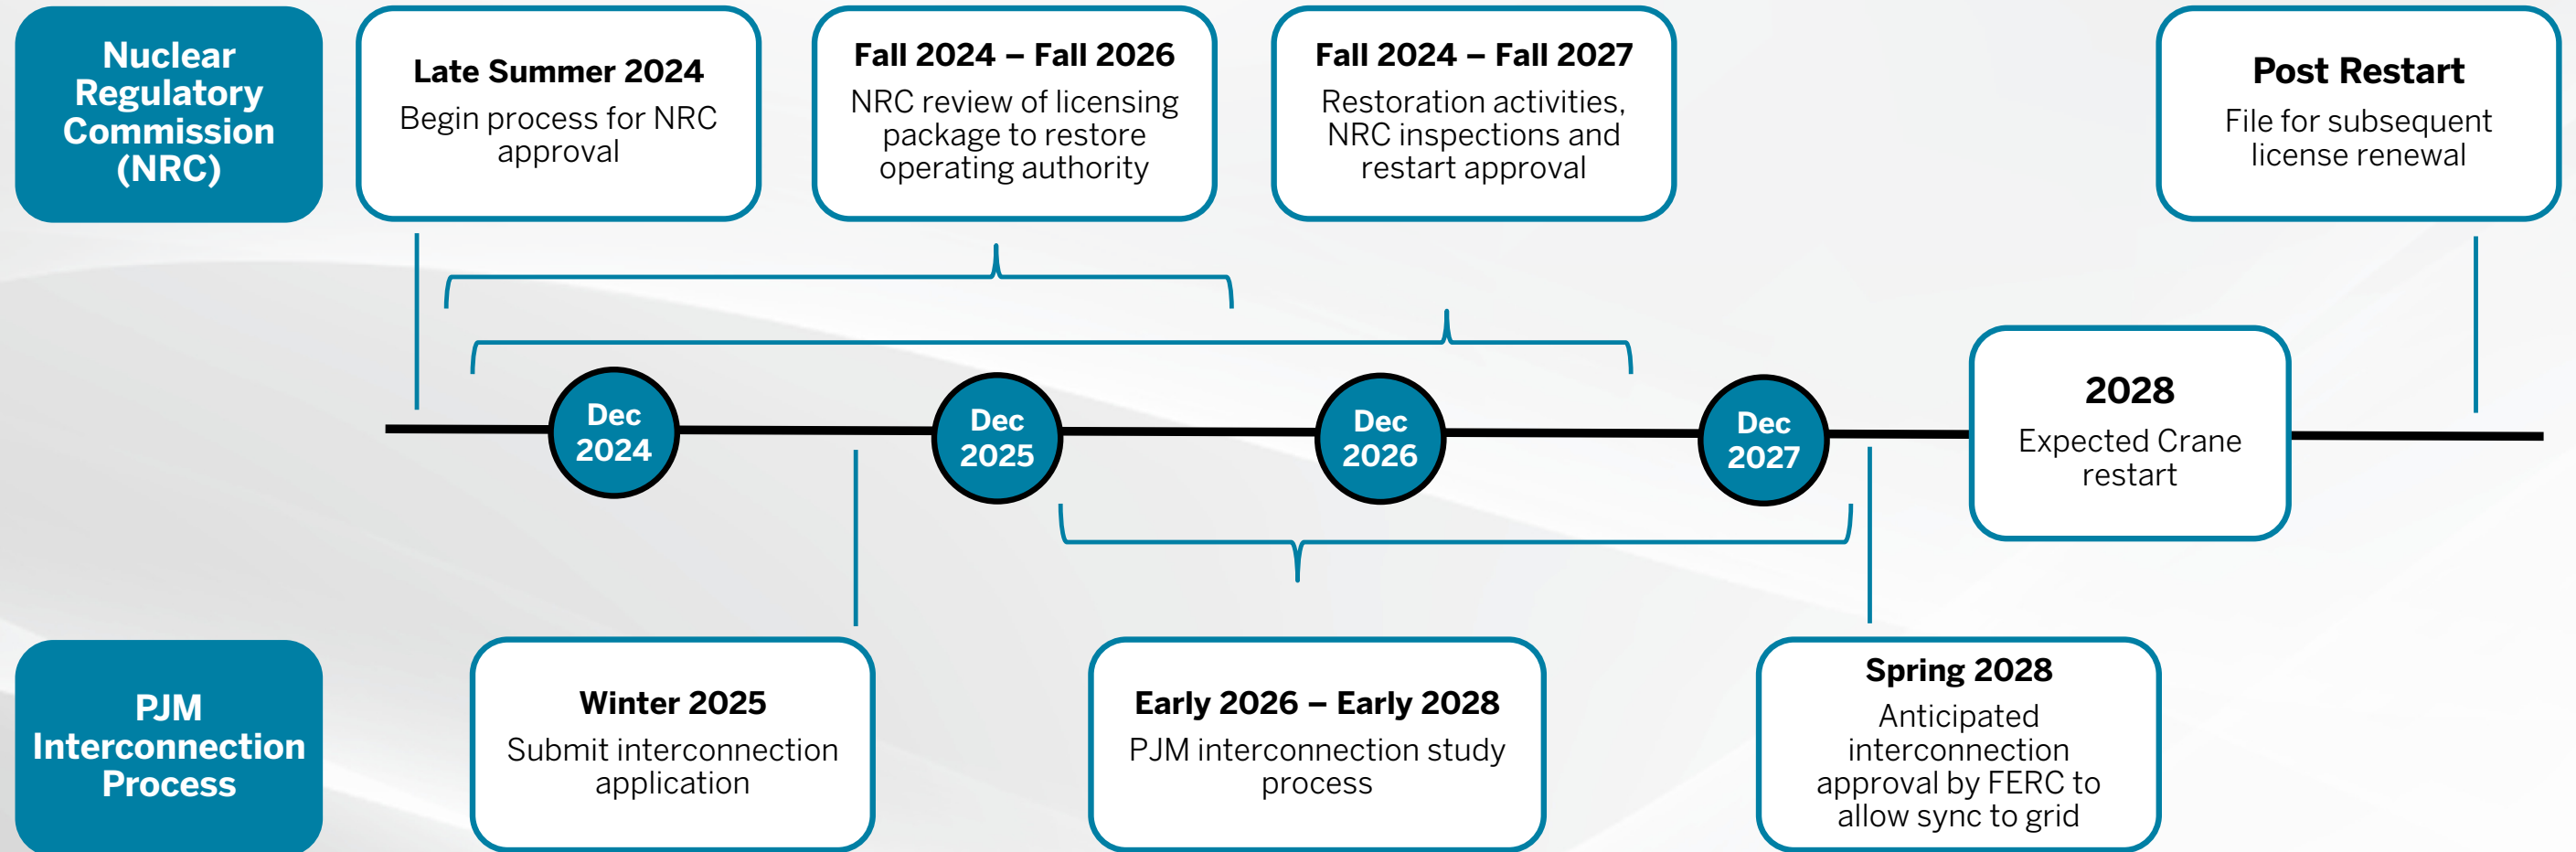 Nuclear
Regulatory
Commission
(NRC)
Late Summer 2024
Begin process for NRC
approval
Fall 2024 – Fall 2026
NRC review of licensing
package to restore
operating authority
Fall 2024 – Fall 2027
Restoration activities,
NRC inspections and
restart approval
Post Restart
File for subsequent
license renewal
Dec
2024
Dec
2025
Dec
2026
Dec
2027
2028
Expected Crane
restart
PJM
Interconnection
Process
Winter 2025
Submit interconnection
application
Early 2026 – Early 2028
PJM interconnection study
process
Spring 2028
Anticipated
interconnection
approval by FERC to
allow sync to grid